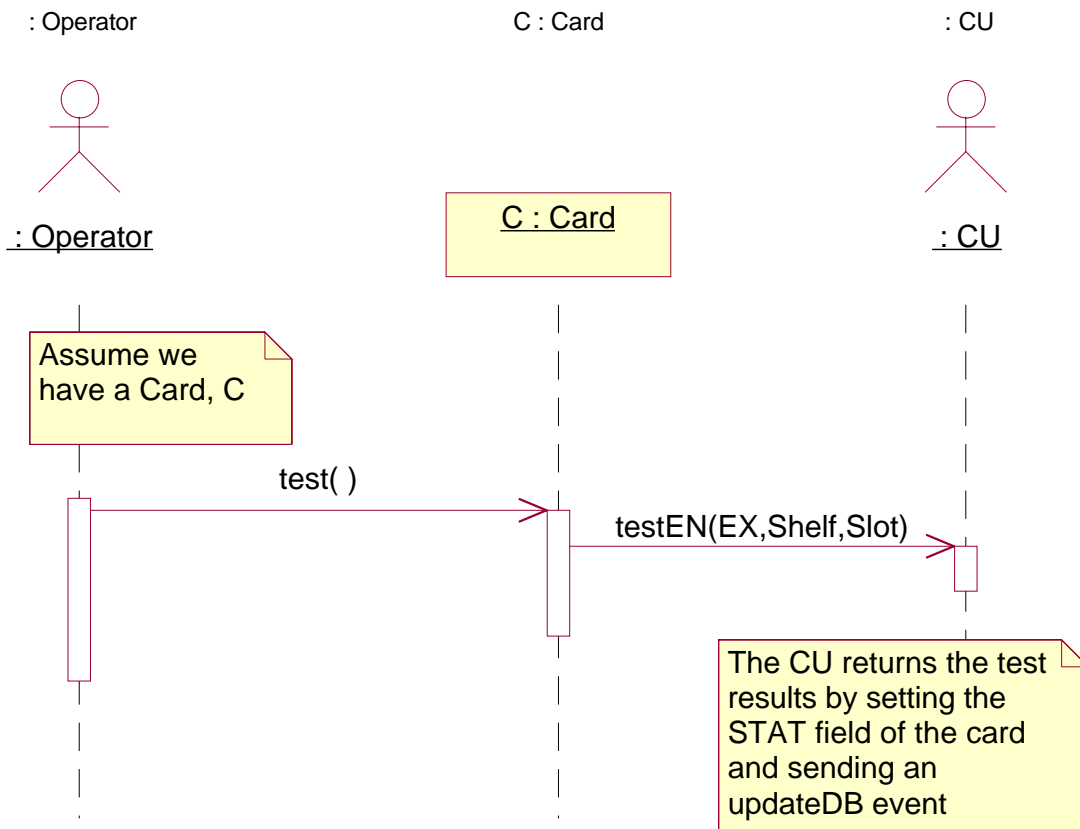 : Operator
C : Card
: CU
: Operator
C : Card
: CU
Assume we
have a Card, C
test( )
testEN(EX,Shelf,Slot)
The CU returns the test
results by setting the
STAT field of the card
and sending an
updateDB event